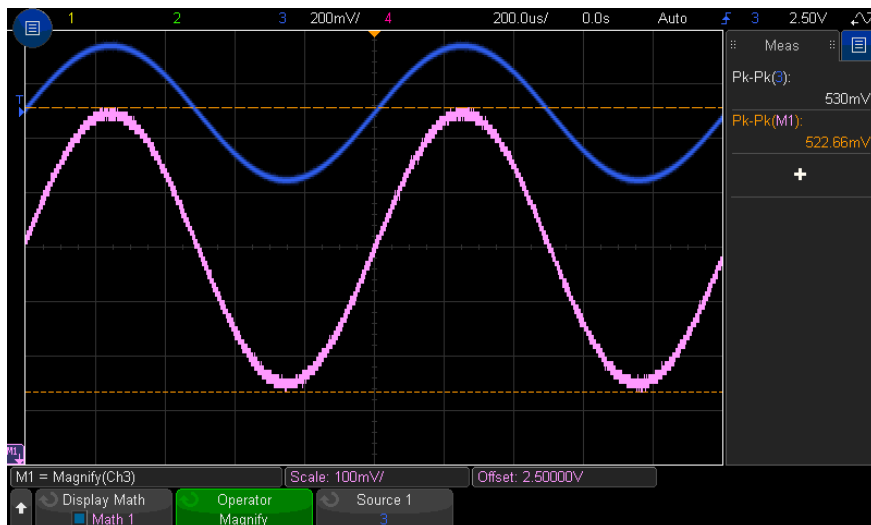 1 2 3 200mV/ 4 200.0us/ 0.0s Auto 3 2.50V
Meas
T
Pk-Pk(3):
530mV
Pk-Pk(M1):
522.66mV
+
M1
M1 = Magnify(Ch3) Scale: 100mV/ Offset: 2.50000V
Display Math Operator Source 1
Math 1 Magnify 3